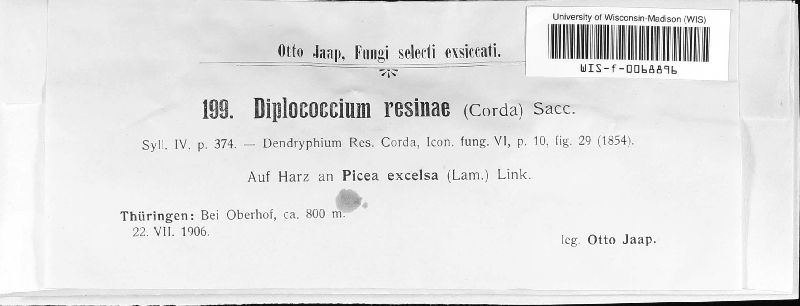 University of Wisconsin-Madison (WIS)
WIS-f-0068896
Otto Jaap, Fungi selecti exsiccati.
199. Diplococcium resinae (Corda) Sacc.
Syll. IV. p. 374. — Dendryphium Res. Corda, Icon. fung. VI, p. 10, fig. 29 (1854).
Auf Harz an Picea excelsa (Lam.) Link.
Thüringen: Bei Oberhof, ca. 800 m.
22. VII. 1906.
leg. Otto Jaap.